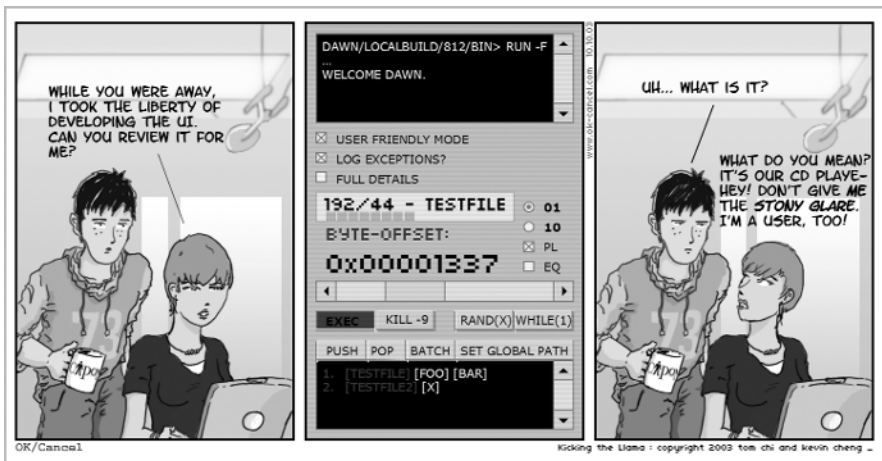 WHILE YOU WERE AWAY,
I TOOK THE LIBERTY OF
DEVELOPING THE UI.
CAN YOU REVIEW IT FOR
ME?
73
OK/Cancel
DAWN/LOCALBUILD/812/BIN> RUN -F
...
WELCOME DAWN.
USER FRIENDLY MODE
LOG EXCEPTIONS?
FULL DETAILS
192/44 - TESTFILE
01
10
BYTE-OFFSET:
PL
0x00001337
EQ
EXEC KILL -9 RAND(X) WHILE(1)
PUSH POP BATCH SET GLOBAL PATH
1. [TESTFILE] [FOO] [BAR]
2. [TESTFILE2] [X]
www.ok-cancel.com 10.10.03
UH... WHAT IS IT?
WHAT DO YOU MEAN?
IT'S OUR CD PLAYE-
HEY! DON'T GIVE ME
THE STONY GLARE.
I'M A USER, TOO!
73
Kicking the Llama : copyright 2003 tom chi and kevin cheng